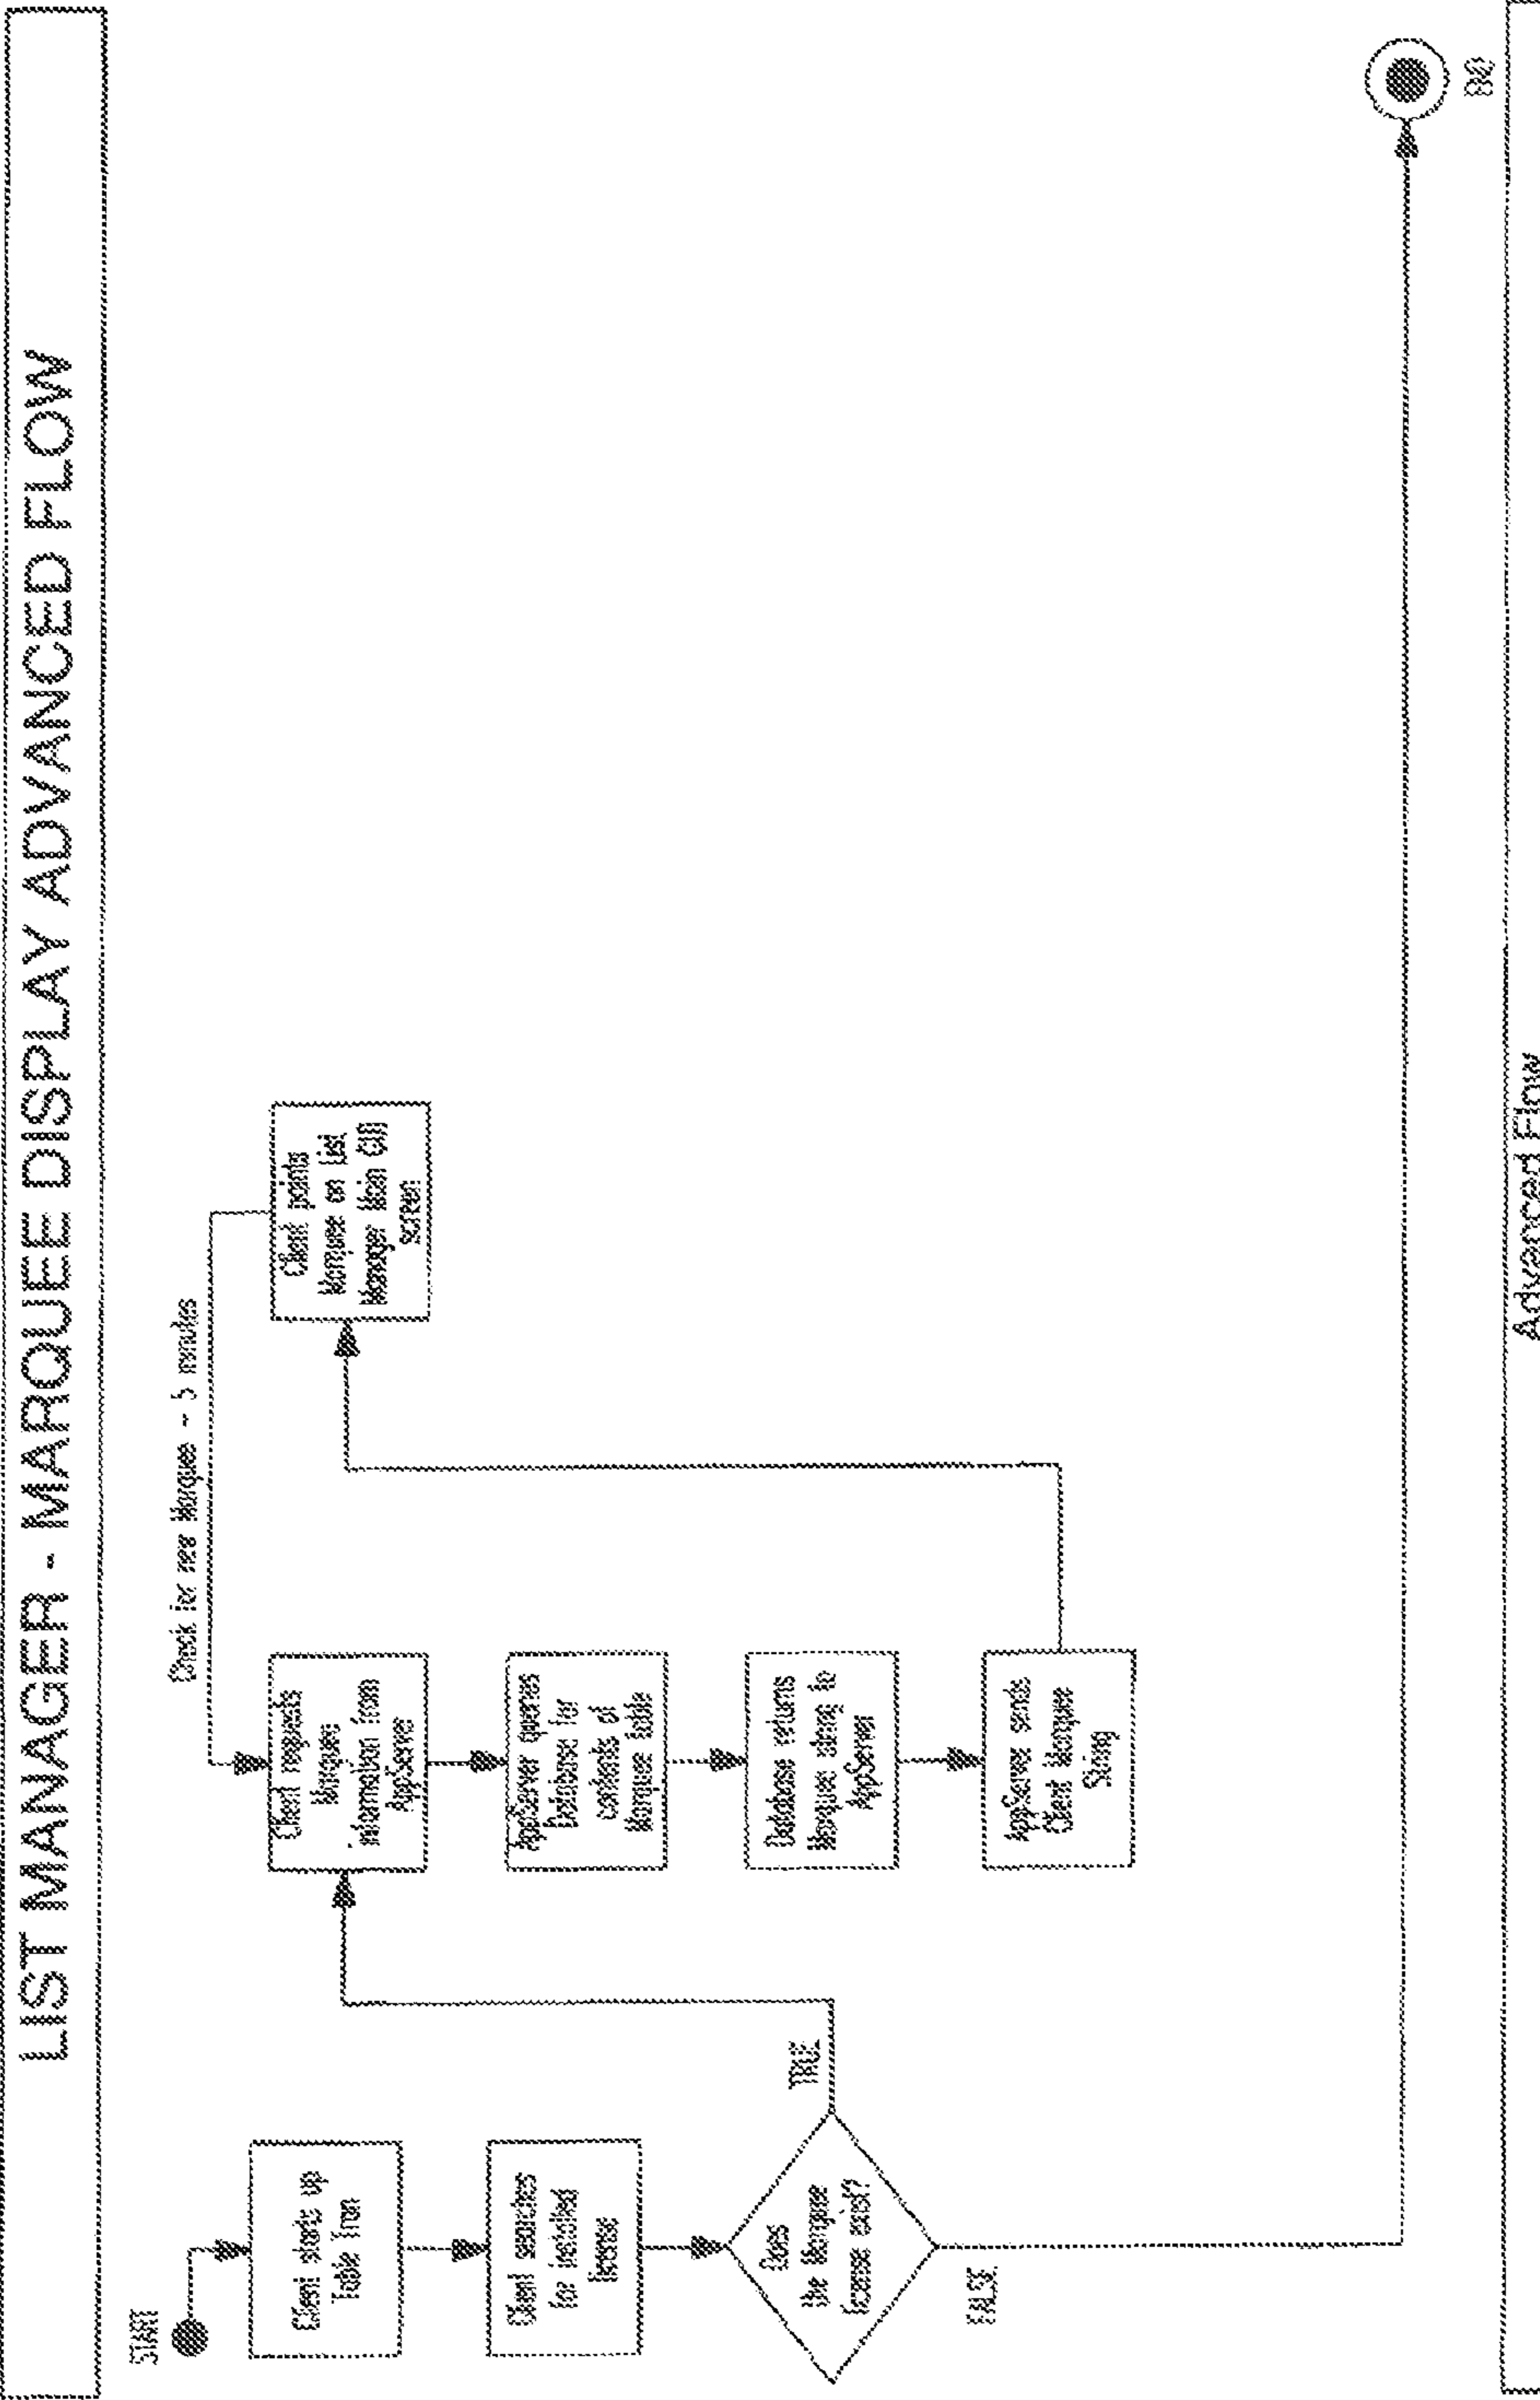 LIST MANAGER - MARQUEE DISPLAY ADVANCED FLOW
START
Client starts up
Table Tran
Client searches
for installed
license
Does
the Marquee
license exist?
TRUE
FALSE
Check for new Marquee - 5 minutes
Client requests
Marquee
information from
AppServer
AppServer queries
Database for
contents of
Marquee table
Database returns
Marquee string to
AppServer
AppServer sends
Client Marquee
String
Client paints
Marquee on List
Manager Main GUI
screen
END
Advanced Flow